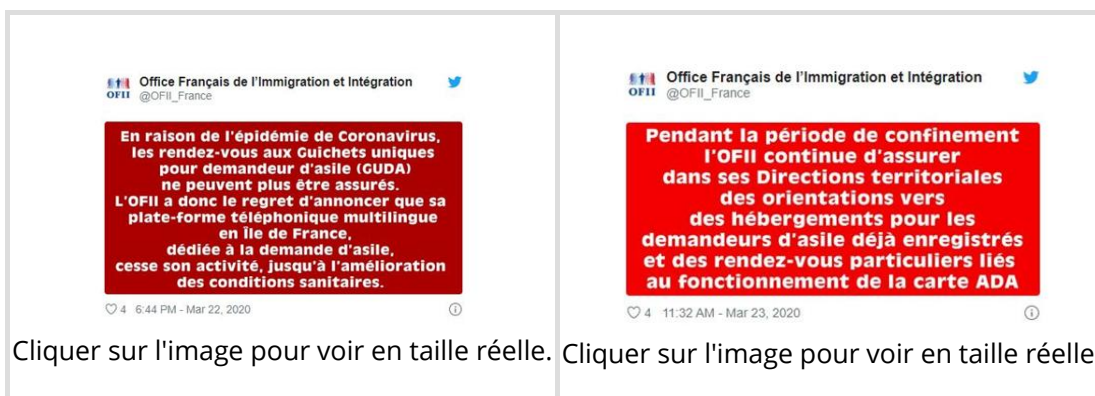 Office Français de l'Immigration et Intégration
OFII @OFII_France
En raison de l'épidémie de Coronavirus,
les rendez-vous aux Guichets uniques
pour demandeur d'asile (GUDA)
ne peuvent plus être assurés.
L'OFII a donc le regret d'annoncer que sa
plate-forme téléphonique multilingue
en Île de France,
dédiée à la demande d'asile,
cesse son activité, jusqu'à l'amélioration
des conditions sanitaires.
4 6:44 PM - Mar 22, 2020
Cliquer sur l'image pour voir en taille réelle.
Office Français de l'Immigration et Intégration
OFII @OFII_France
Pendant la période de confinement
l'OFII continue d'assurer
dans ses Directions territoriales
des orientations vers
des hébergements pour les
demandeurs d'asile déjà enregistrés
et des rendez-vous particuliers liés
au fonctionnement de la carte ADA
4 11:32 AM - Mar 23, 2020
Cliquer sur l'image pour voir en taille réelle